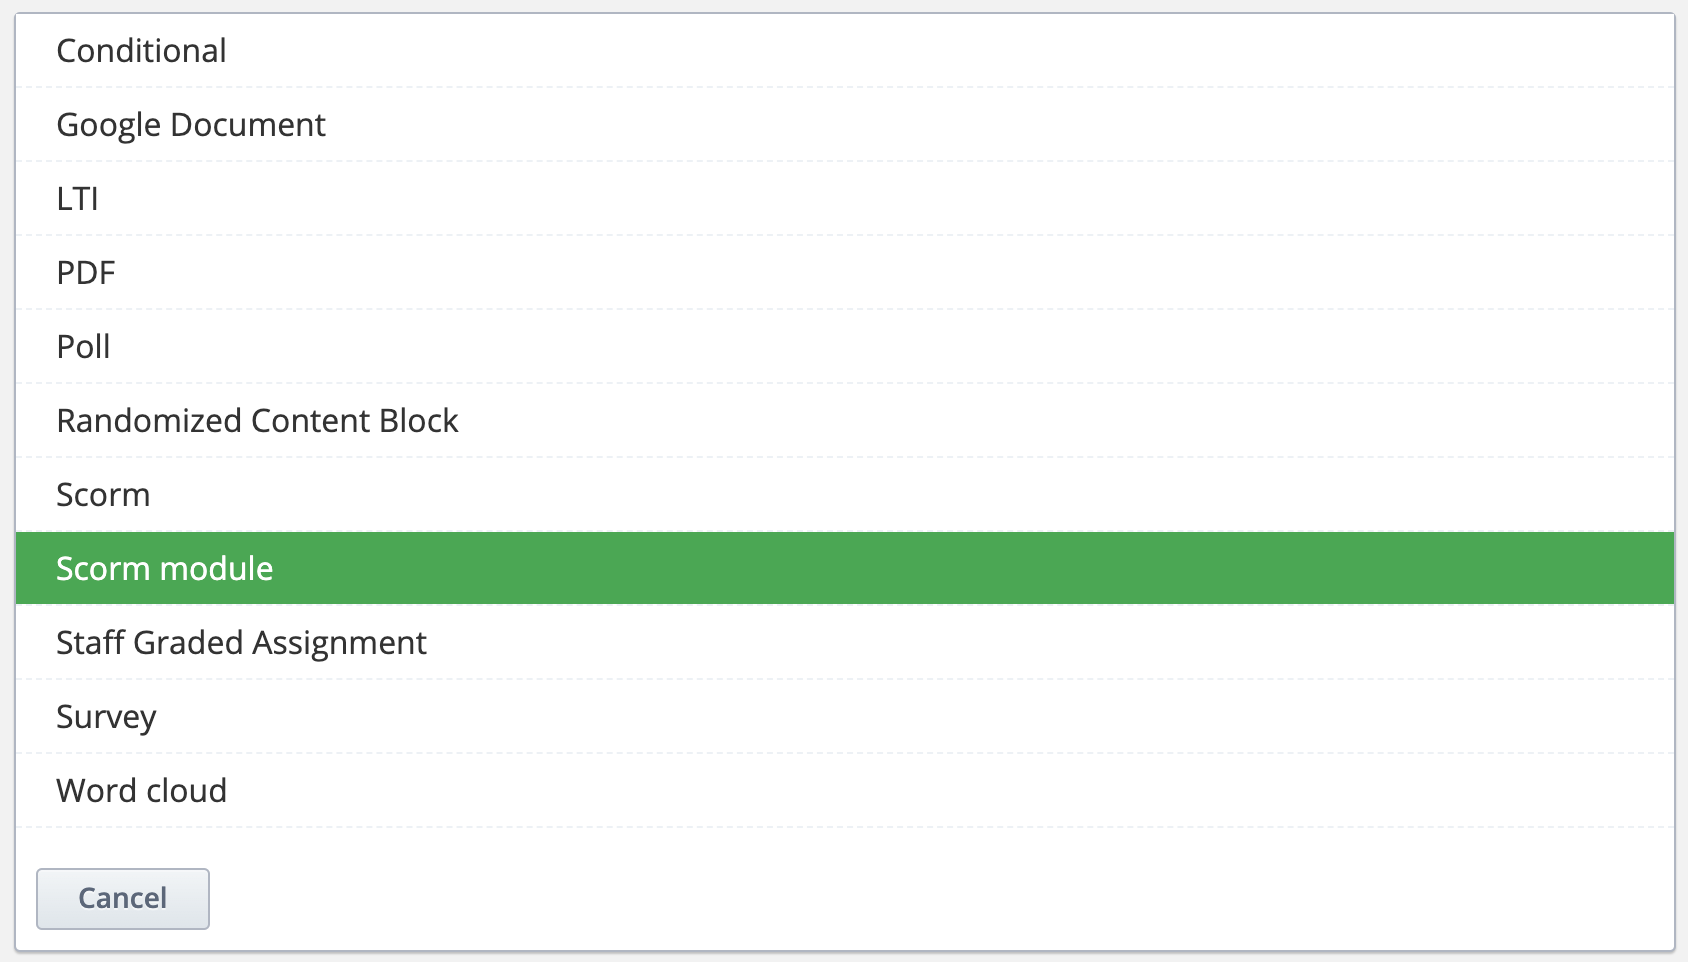 Conditional
Google Document
LTI
PDF
Poll
Randomized Content Block
Scorm
Scorm module
Staff Graded Assignment
Survey
Word cloud
Cancel